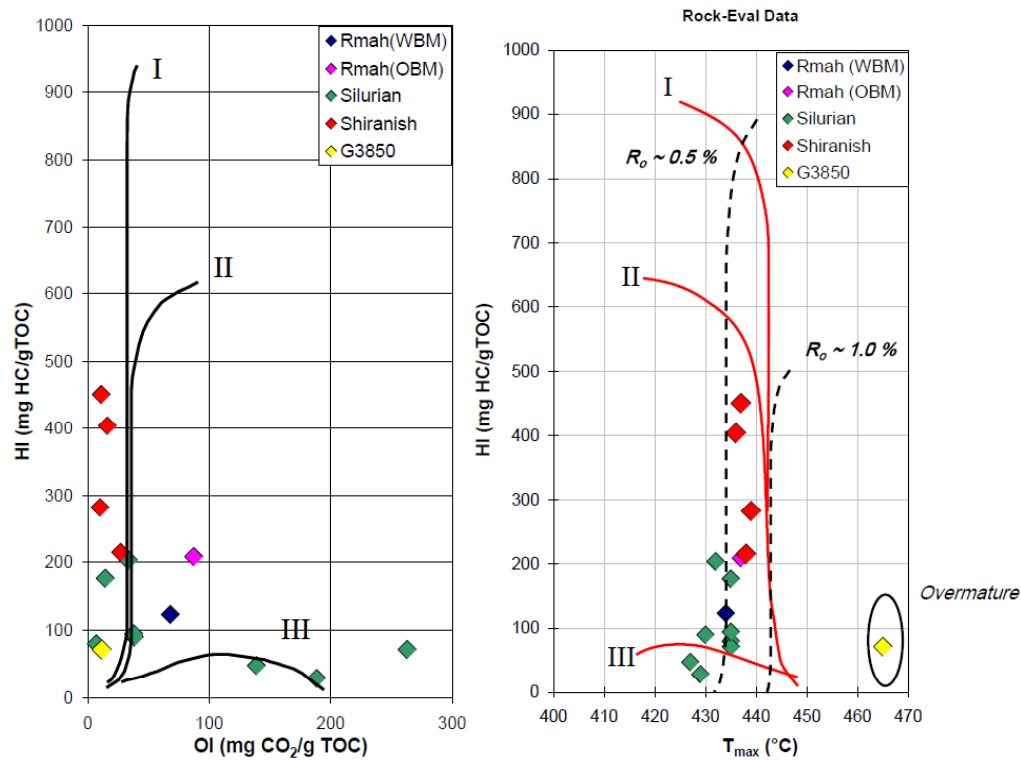 1000
900
800
700
600
500
400
300
200
100
0
HI (mg HC/gTOC)
I
II
III
Rmah(WBM)
Rmah(OBM)
Silurian
Shiranish
G3850
0 100 200 300
OI (mg CO₂/g TOC)
Rock-Eval Data
1000
900
800
700
600
500
400
300
200
100
0
HI (mg HC/gTOC)
I
II
III
Rₒ ~ 0.5 %
Rₒ ~ 1.0 %
Rmah (WBM)
Rmah (OBM)
Silurian
Shiranish
G3850
Overmature
400 410 420 430 440 450 460 470
Tmax (°C)